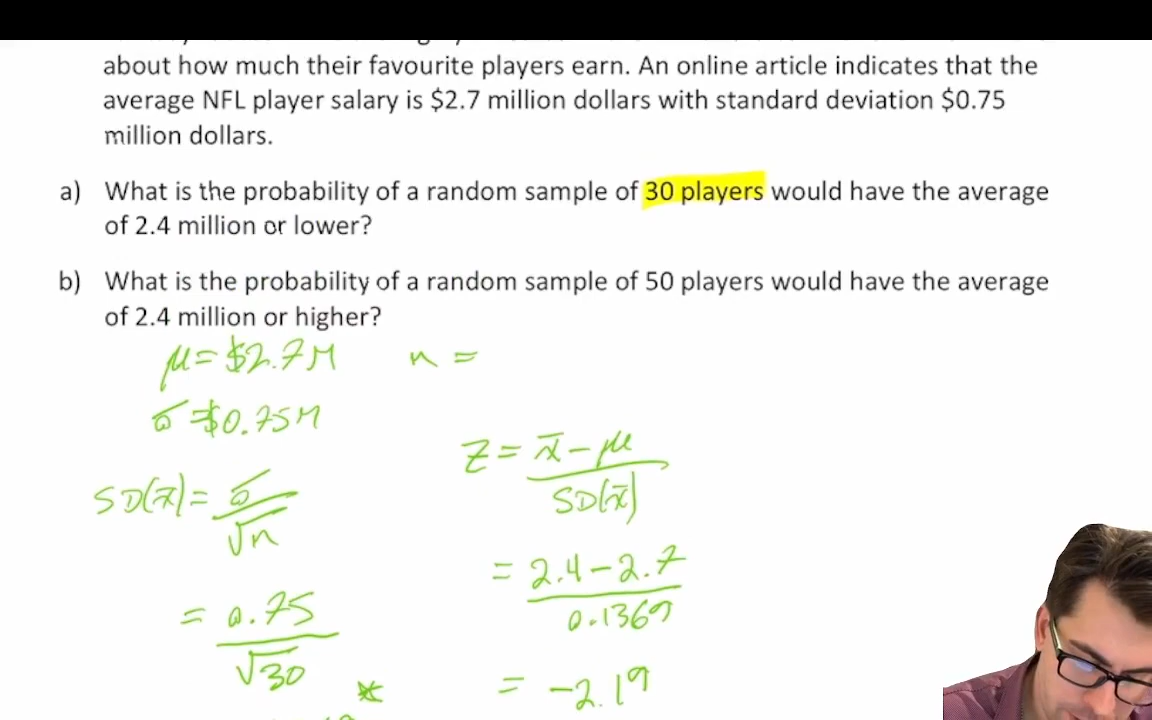 about how much their favourite players earn. An online article indicates that the
average NFL player salary is $2.7 million dollars with standard deviation $0.75
million dollars.
a) What is the probability of a random sample of 30 players would have the average
of 2.4 million or lower?
b) What is the probability of a random sample of 50 players would have the average
of 2.4 million or higher?
μ = $2.7M n =
σ = $0.75M
Z = x̄ - μ
SD(x̄)
SD(x̄) = σ
√n
= 2.4 - 2.7
0.1369
= 0.75
√30
= -2.19
*